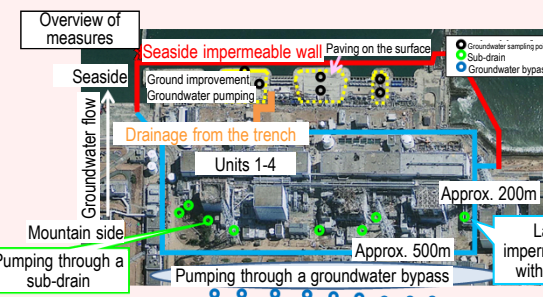 Overview of
measures
Seaside impermeable wall
Paving on the surface
Groundwater sampling
Sub-drain
Groundwater bypass
Seaside
Ground improvement,
Groundwater pumping
Groundwater flow
Drainage from the trench
Units 1-4
Approx. 200m
Mountain side
Pumping through a
sub-drain
Approx. 500m
Pumping through a groundwater bypass
with